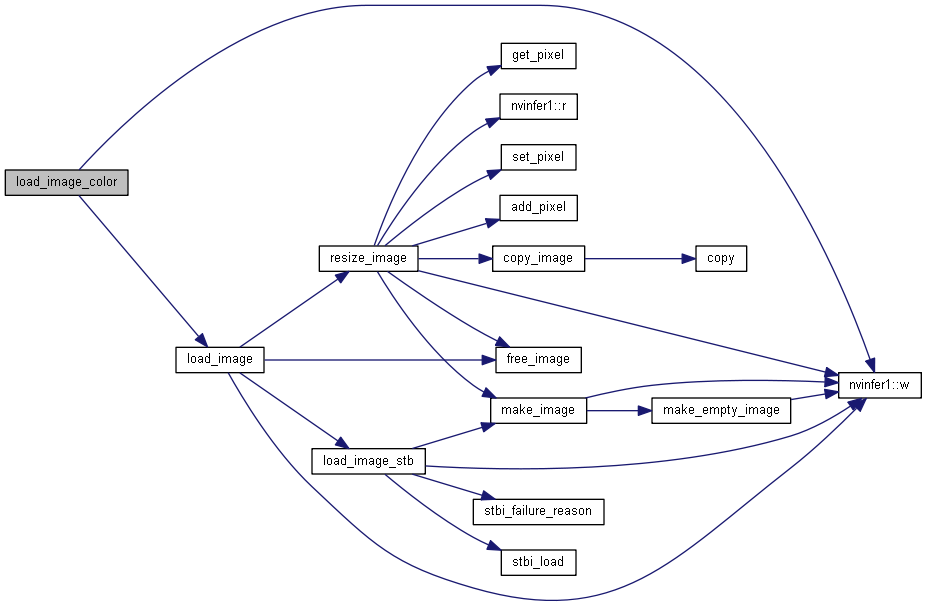 get_pixel
nvinfer1::r
set_pixel
load_image_color
add_pixel
resize_image
copy_image
copy
load_image
free_image
nvinfer1::w
make_image
make_empty_image
load_image_stb
stbi_failure_reason
stbi_load